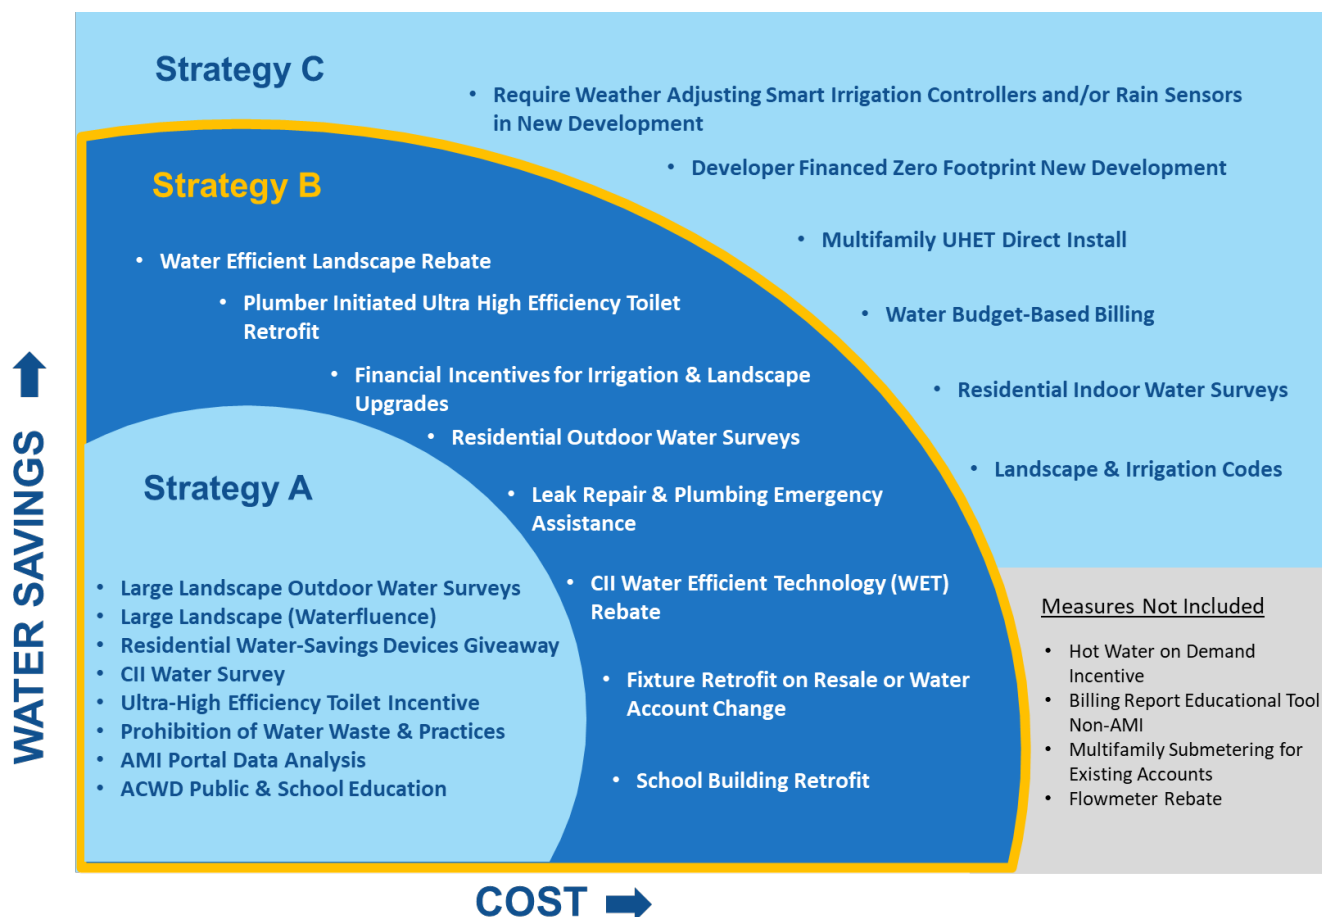 Strategy C
• Require Weather Adjusting Smart Irrigation Controllers and/or Rain Sensors
in New Development
• Developer Financed Zero Footprint New Development
• Multifamily UHET Direct Install
• Water Budget-Based Billing
• Residential Indoor Water Surveys
• Landscape & Irrigation Codes
Strategy B
• Water Efficient Landscape Rebate
• Plumber Initiated Ultra High Efficiency Toilet
Retrofit
• Financial Incentives for Irrigation & Landscape
Upgrades
• Residential Outdoor Water Surveys
• Leak Repair & Plumbing Emergency
Assistance
• CII Water Efficient Technology (WET)
Rebate
• Fixture Retrofit on Resale or Water
Account Change
• School Building Retrofit
Strategy A
• Large Landscape Outdoor Water Surveys
• Large Landscape (Waterfluence)
• Residential Water-Savings Devices Giveaway
• CII Water Survey
• Ultra-High Efficiency Toilet Incentive
• Prohibition of Water Waste & Practices
• AMI Portal Data Analysis
• ACWD Public & School Education
Measures Not Included
• Hot Water on Demand
Incentive
• Billing Report Educational Tool
Non-AMI
• Multifamily Submetering for
Existing Accounts
• Flowmeter Rebate
WATER SAVINGS
COST